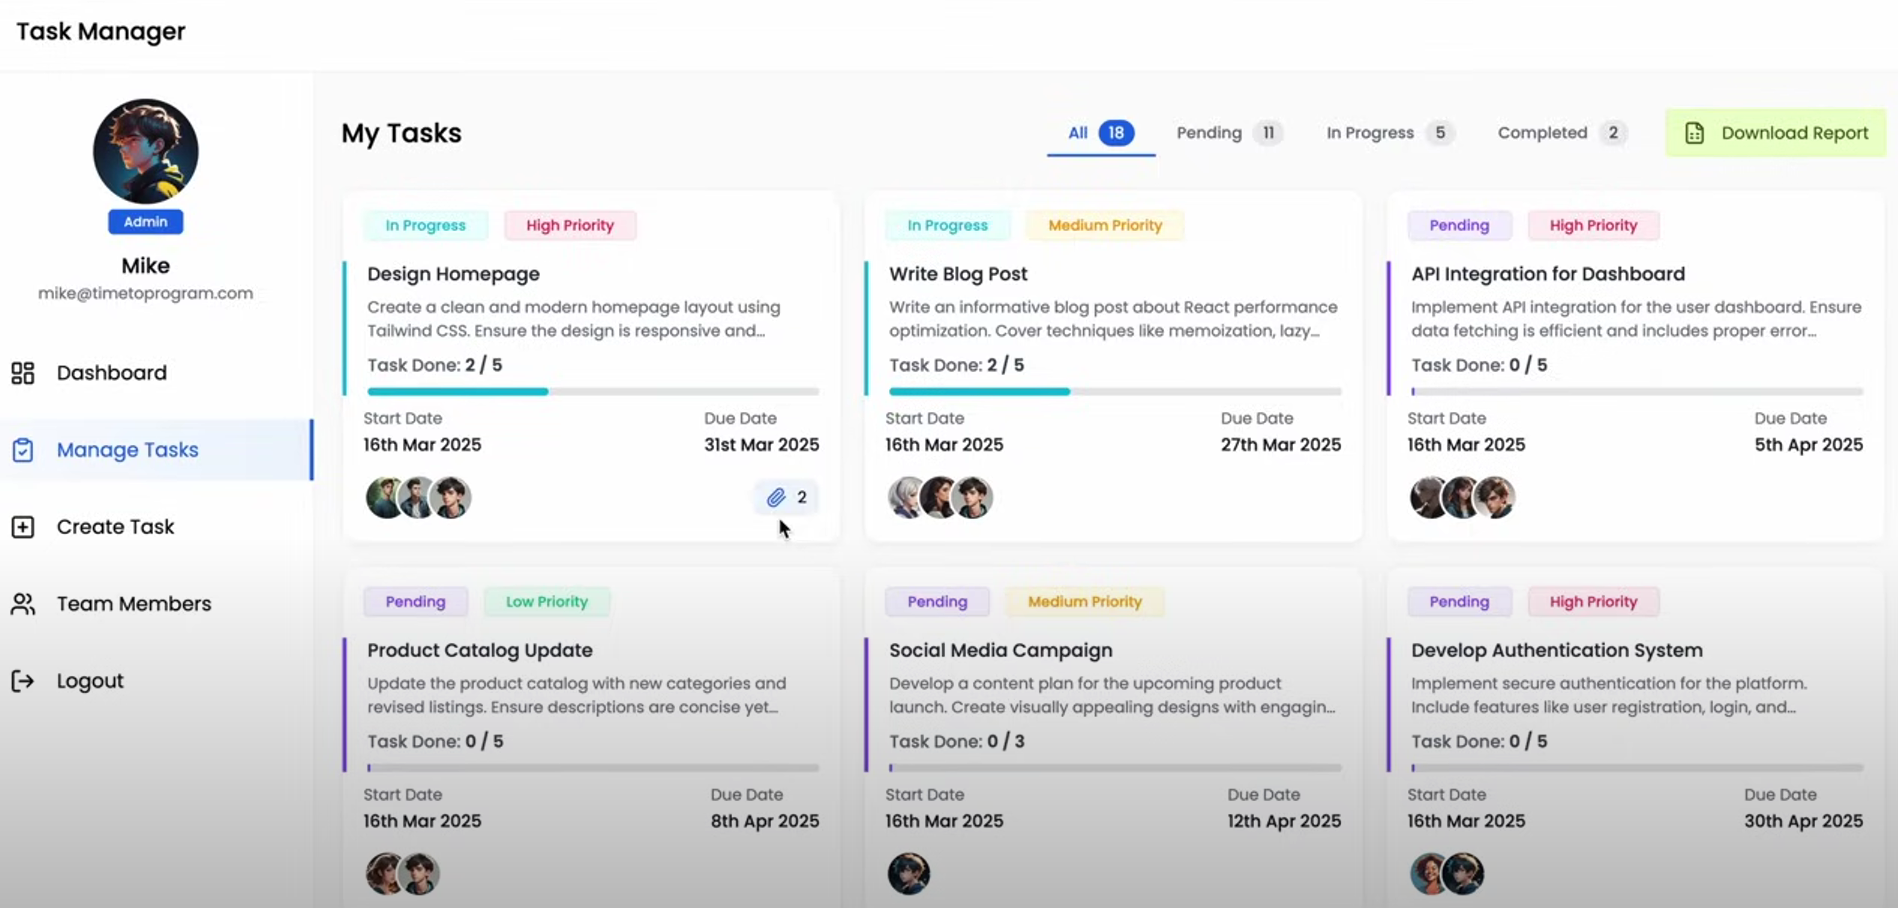 Task Manager
Admin
Mike
mike@timetoprogram.com
Dashboard
Manage Tasks
Create Task
Team Members
Logout
My Tasks
All 18
Pending 11
In Progress 5
Completed 2
Download Report
In Progress High Priority
Design Homepage
Create a clean and modern homepage layout using
Tailwind CSS. Ensure the design is responsive and...
Task Done: 2 / 5
Start Date Due Date
16th Mar 2025 31st Mar 2025
2
In Progress Medium Priority
Write Blog Post
Write an informative blog post about React performance
optimization. Cover techniques like memoization, lazy...
Task Done: 2 / 5
Start Date Due Date
16th Mar 2025 27th Mar 2025
Pending High Priority
API Integration for Dashboard
Implement API integration for the user dashboard. Ensure
data fetching is efficient and includes proper error...
Task Done: 0 / 5
Start Date Due Date
16th Mar 2025 5th Apr 2025
Pending Low Priority
Product Catalog Update
Update the product catalog with new categories and
revised listings. Ensure descriptions are concise yet...
Task Done: 0 / 5
Start Date Due Date
16th Mar 2025 8th Apr 2025
Pending Medium Priority
Social Media Campaign
Develop a content plan for the upcoming product
launch. Create visually appealing designs with engagin...
Task Done: 0 / 3
Start Date Due Date
16th Mar 2025 12th Apr 2025
Pending High Priority
Develop Authentication System
Implement secure authentication for the platform.
Include features like user registration, login, and...
Task Done: 0 / 5
Start Date Due Date
16th Mar 2025 30th Apr 2025